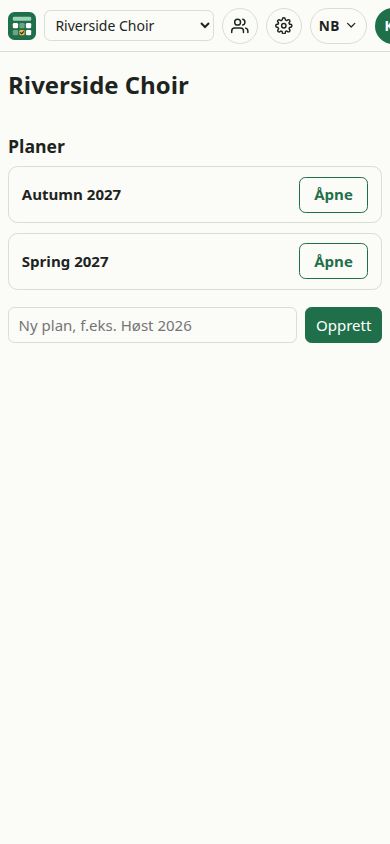 Riverside Choir
NB
K
Riverside Choir
Planer
Autumn 2027
Åpne
Spring 2027
Åpne
Ny plan, f.eks. Høst 2026
Opprett